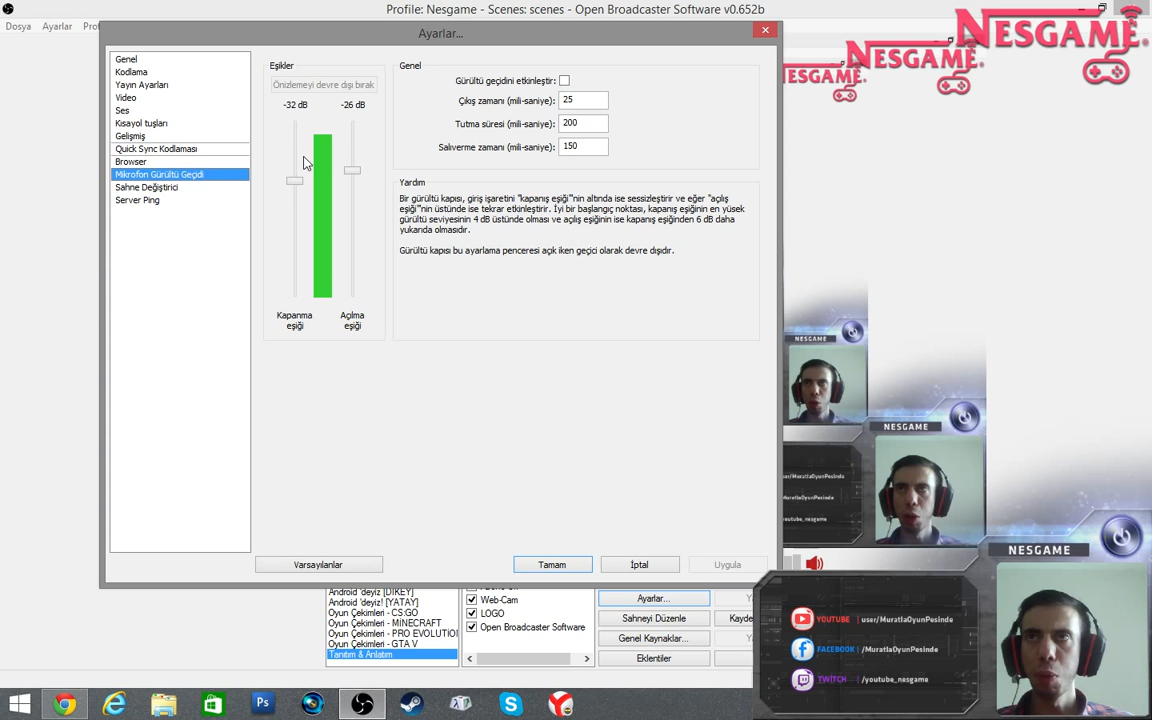 Profile: Nesgame - Scenes: scenes - Open Broadcaster Software v0.652b
Dosya Ayarlar
Ayarlar...
NESGAME
NESGAME
NESGAME
Genel
Kodlama
Yayın Ayarları
Video
Ses
Kısayol tuşları
Gelişmiş
Quick Sync Kodlaması
Browser
Mikrofon Gürültü Geçidi
Sahne Değiştirici
Server Ping
Eşikler
Önizlemeyi devre dışı bırak
-32 dB -26 dB
Kapanma eşiği
Açılma eşiği
Genel
Gürültü geçidini etkinleştir:
Çıkış zamanı (mili-saniye): 25
Tutma süresi (mili-saniye): 200
Salıverme zamanı (mili-saniye): 150
Yardım
Bir gürültü kapısı, giriş işaretini "kapanış eşiği"'nin altında ise sessizleştirir ve eğer "açılış
eşiği"'nin üstünde ise tekrar etkinleştirir. İyi bir başlangıç noktası, kapanış eşiğinin en yüksek
gürültü seviyesinin 4 dB üstünde olması ve açılış eşiğinin ise kapanış eşiğinden 6 dB daha
yukarıda olmasıdır.
Gürültü kapısı bu ayarlama penceresi açık iken geçici olarak devre dışıdır.
Varsayılanlar
Tamam
İptal
Uygula
Android 'deyiz [DİKEY]
Android 'deyiz! [YATAY]
Oyun Çekimleri - CS:GO
Oyun Çekimleri - MINECRAFT
Oyun Çekimleri - PRO EVOLUTIO
Oyun Çekimleri - GTA V
Tanıtım & Anlatım
Web-Cam
LOGO
Open Broadcaster Software
Ayarlar...
Sahneyi Düzenle
Genel Kaynaklar...
Eklentiler
NESGAME
NESGAME
user/MuratlaOyunPesinde
MuratlaOyunPesinde
youtube_nesgame
NESGAME
YOUTUBE | user/MuratlaOyunPesinde
FACEBOOK | /MuratlaOyunPesinde
TWITCH | /youtube_nesgame
Ps